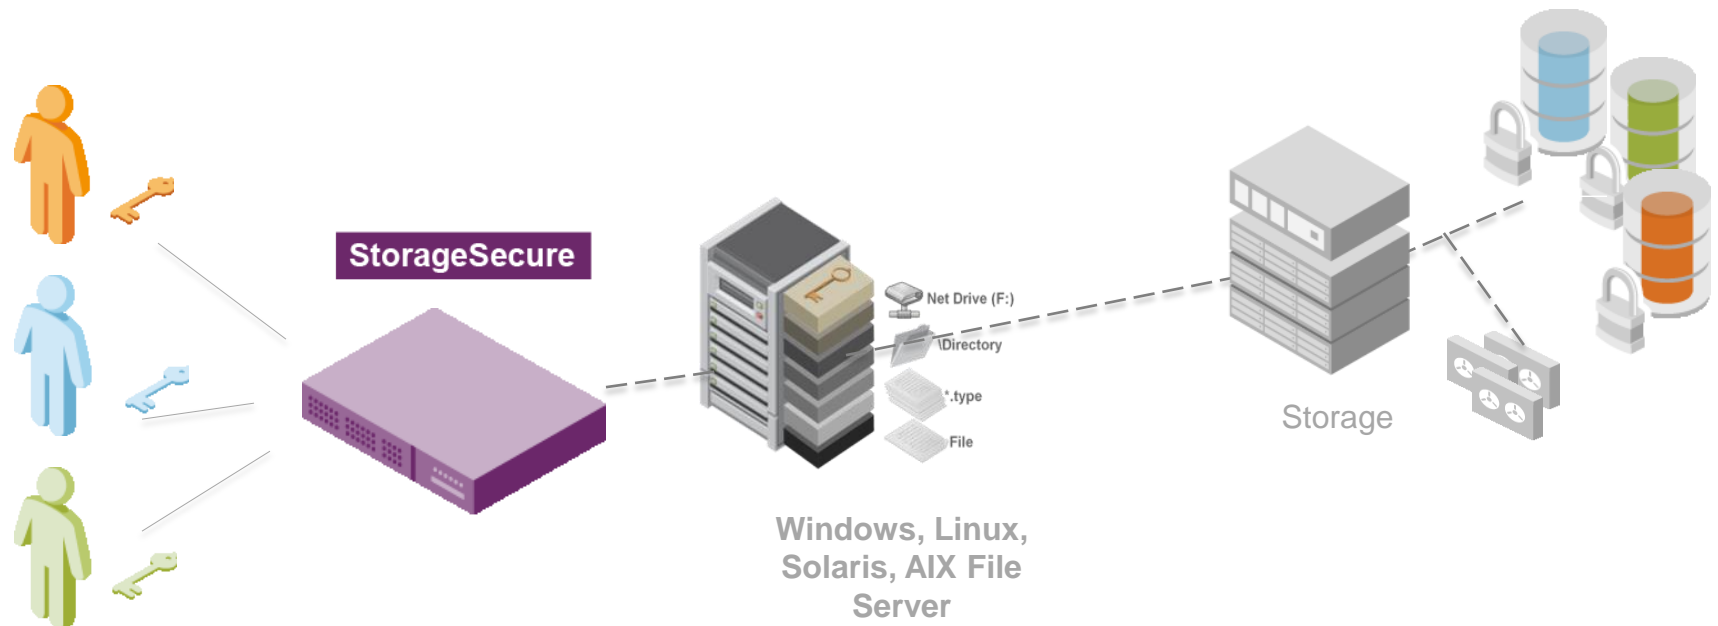 StorageSecure
Net Drive (F:)
\Directory
*.type
File
Storage
Windows, Linux,
Solaris, AIX File
Server